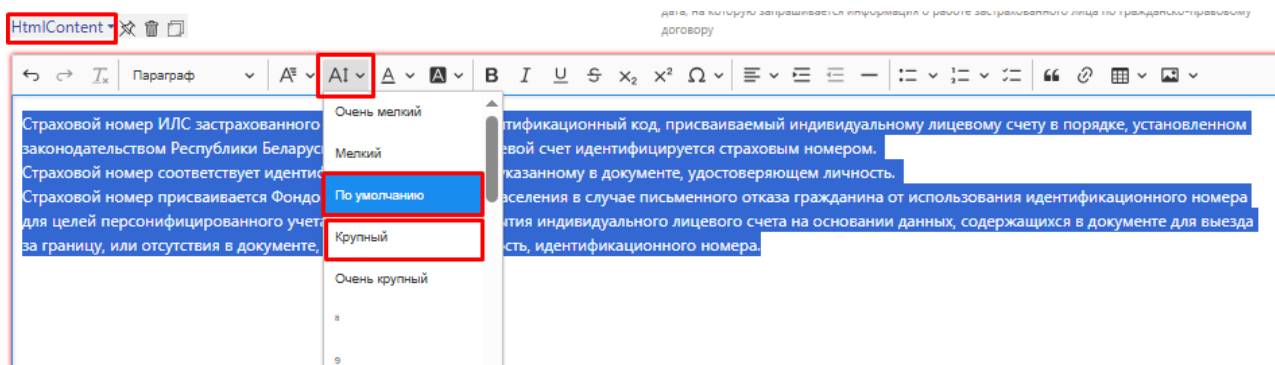 дата, на которую запрашивается информация о работе застрахованного лица по гражданско-правовому
договору
HtmlContent
Параграф
Очень мелкий
Мелкий
По умолчанию
Крупный
Очень крупный
8
9
Страховой номер ИЛС застрахованного тификационный код, присваиваемый индивидуальному лицевому счету в порядке, установленном
законодательством Республики Беларус евой счет идентифицируется страховым номером.
Страховой номер соответствует иденти указанному в документе, удостоверяющем личность.
Страховой номер присваивается Фондо аселения в случае письменного отказа гражданина от использования идентификационного номера
для целей персонифицированного учета тия индивидуального лицевого счета на основании данных, содержащихся в документе для выезда
за границу, или отсутствия в документе, ость, идентификационного номера.